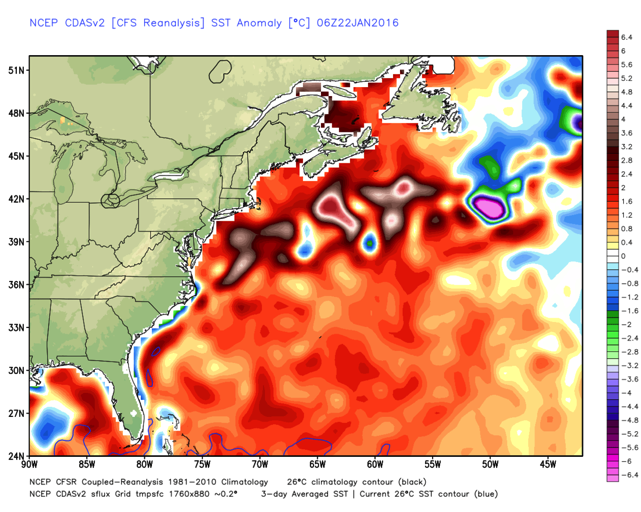 NCEP CDASv2 [CFS Reanalysis] SST Anomaly [°C] 06Z22JAN2016
51N
48N
45N
42N
39N
36N
33N
30N
27N
24N
90W 85W 80W 75W 70W 65W 60W 55W 50W 45W
6.4
6
5.6
5.2
4.8
4.4
4
3.6
3.2
2.8
2.4
2
1.6
1.2
0.8
0.4
0
-0.4
-0.8
-1.2
-1.6
-2
-2.4
-2.8
-3.2
-3.6
-4
-4.4
-4.8
-5.2
-5.6
-6
-6.4
NCEP CFSR Coupled-Reanalysis 1981-2010 Climatology 26°C climatology contour (black)
NCEP CDASv2 sflux Grid tmpsfc 1760x880 ~0.2° 3-day Averaged SST | Current 26°C SST contour (blue)